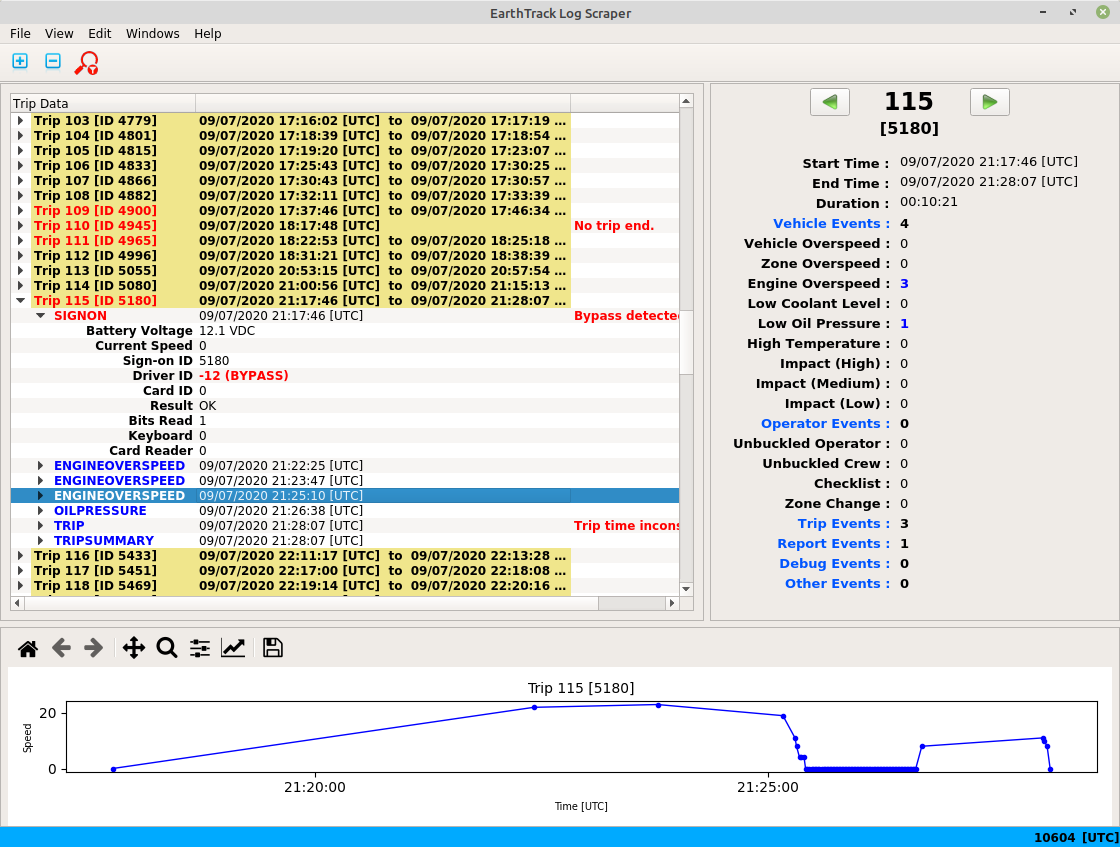 EarthTrack Log Scraper
File View Edit Windows Help
Trip Data
Trip 103 [ID 4779] 09/07/2020 17:16:02 [UTC] to 09/07/2020 17:17:19 ...
Trip 104 [ID 4801] 09/07/2020 17:18:39 [UTC] to 09/07/2020 17:18:54 ...
Trip 105 [ID 4815] 09/07/2020 17:19:20 [UTC] to 09/07/2020 17:23:07 ...
Trip 106 [ID 4833] 09/07/2020 17:25:43 [UTC] to 09/07/2020 17:30:25 ...
Trip 107 [ID 4866] 09/07/2020 17:30:43 [UTC] to 09/07/2020 17:30:57 ...
Trip 108 [ID 4882] 09/07/2020 17:32:11 [UTC] to 09/07/2020 17:33:39 ...
Trip 109 [ID 4900] 09/07/2020 17:37:46 [UTC] to 09/07/2020 17:46:34 ...
Trip 110 [ID 4945] 09/07/2020 18:17:48 [UTC] No trip end.
Trip 111 [ID 4965] 09/07/2020 18:22:53 [UTC] to 09/07/2020 18:25:18 ...
Trip 112 [ID 4996] 09/07/2020 18:31:21 [UTC] to 09/07/2020 18:38:39 ...
Trip 113 [ID 5055] 09/07/2020 20:53:15 [UTC] to 09/07/2020 20:57:54 ...
Trip 114 [ID 5080] 09/07/2020 21:00:56 [UTC] to 09/07/2020 21:15:13 ...
Trip 115 [ID 5180] 09/07/2020 21:17:46 [UTC] to 09/07/2020 21:28:07 ...
SIGNON 09/07/2020 21:17:46 [UTC] Bypass detecte
Battery Voltage 12.1 VDC
Current Speed 0
Sign-on ID 5180
Driver ID -12 (BYPASS)
Card ID 0
Result OK
Bits Read 1
Keyboard 0
Card Reader 0
ENGINEOVERSPEED 09/07/2020 21:22:25 [UTC]
ENGINEOVERSPEED 09/07/2020 21:23:47 [UTC]
ENGINEOVERSPEED 09/07/2020 21:25:10 [UTC]
OILPRESSURE 09/07/2020 21:26:38 [UTC]
TRIP 09/07/2020 21:28:07 [UTC] Trip time incons
TRIPSUMMARY 09/07/2020 21:28:07 [UTC]
Trip 116 [ID 5433] 09/07/2020 22:11:17 [UTC] to 09/07/2020 22:13:28 ...
Trip 117 [ID 5451] 09/07/2020 22:17:00 [UTC] to 09/07/2020 22:18:08 ...
Trip 118 [ID 5469] 09/07/2020 22:19:14 [UTC] to 09/07/2020 22:20:16 ...
115
[5180]
Start Time : 09/07/2020 21:17:46 [UTC]
End Time : 09/07/2020 21:28:07 [UTC]
Duration : 00:10:21
Vehicle Events : 4
Vehicle Overspeed : 0
Zone Overspeed : 0
Engine Overspeed : 3
Low Coolant Level : 0
Low Oil Pressure : 1
High Temperature : 0
Impact (High) : 0
Impact (Medium) : 0
Impact (Low) : 0
Operator Events : 0
Unbuckled Operator : 0
Unbuckled Crew : 0
Checklist : 0
Zone Change : 0
Trip Events : 3
Report Events : 1
Debug Events : 0
Other Events : 0
Trip 115 [5180]
20
Speed
0
21:20:00 21:25:00
Time [UTC]
10604 [UTC]